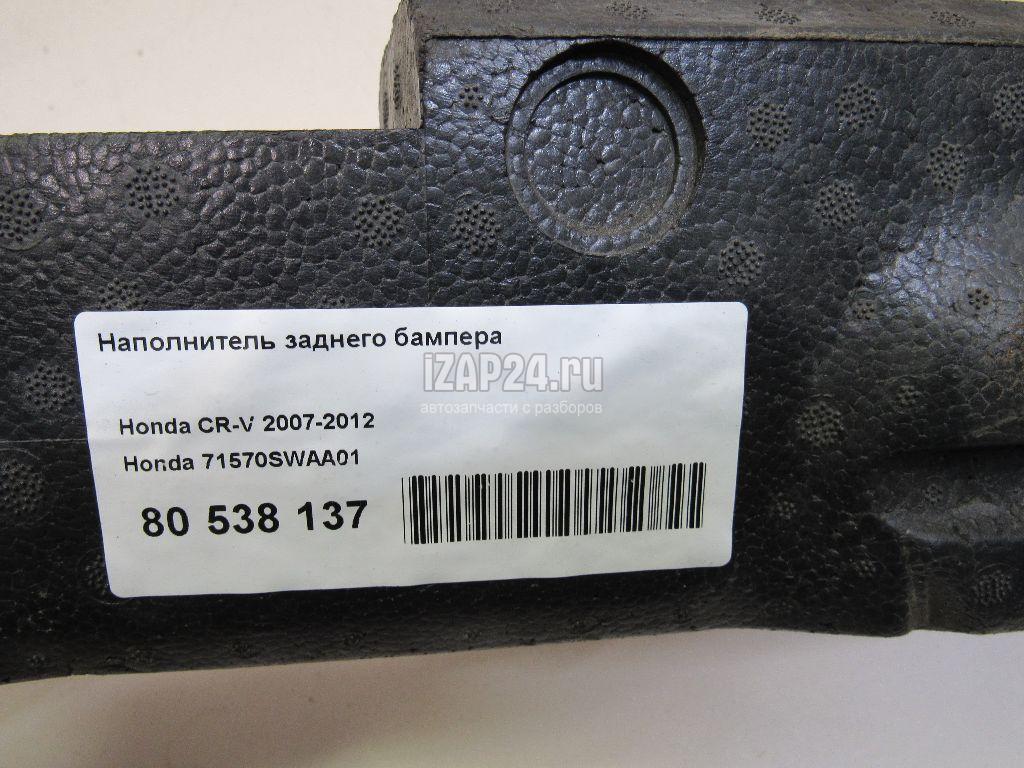 Наполнитель заднего бампера
iZAP24.ru
автозапчасти с разборов
Honda CR-V 2007-2012
Honda 71570SWAA01
80 538 137